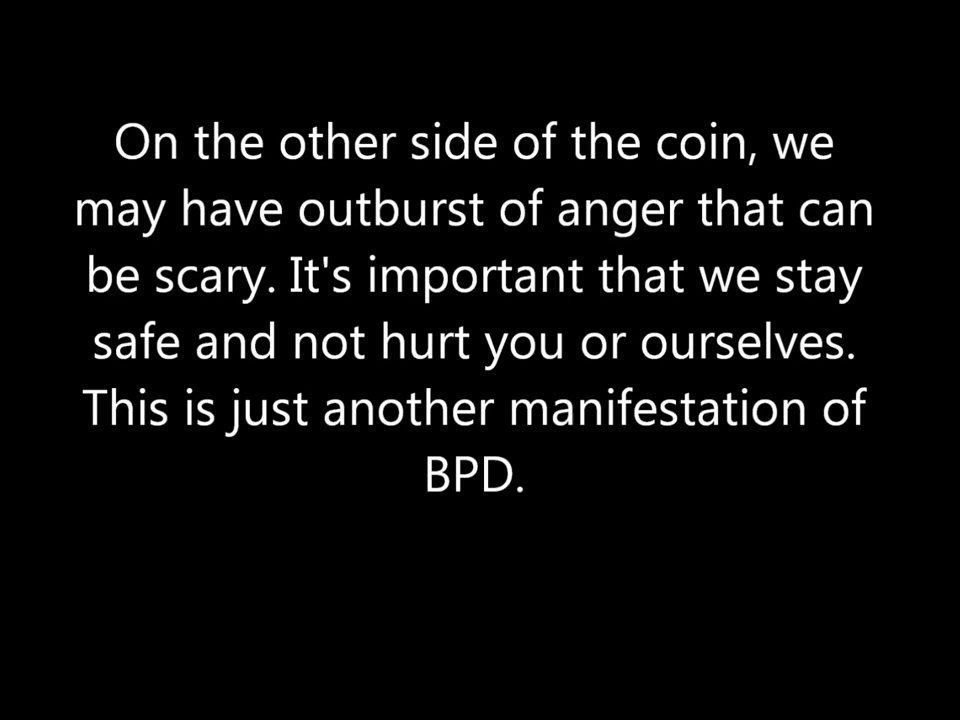 On the other side of the coin, we
may have outburst of anger that can
be scary. It's important that we stay
safe and not hurt you or ourselves.
This is just another manifestation of
BPD.